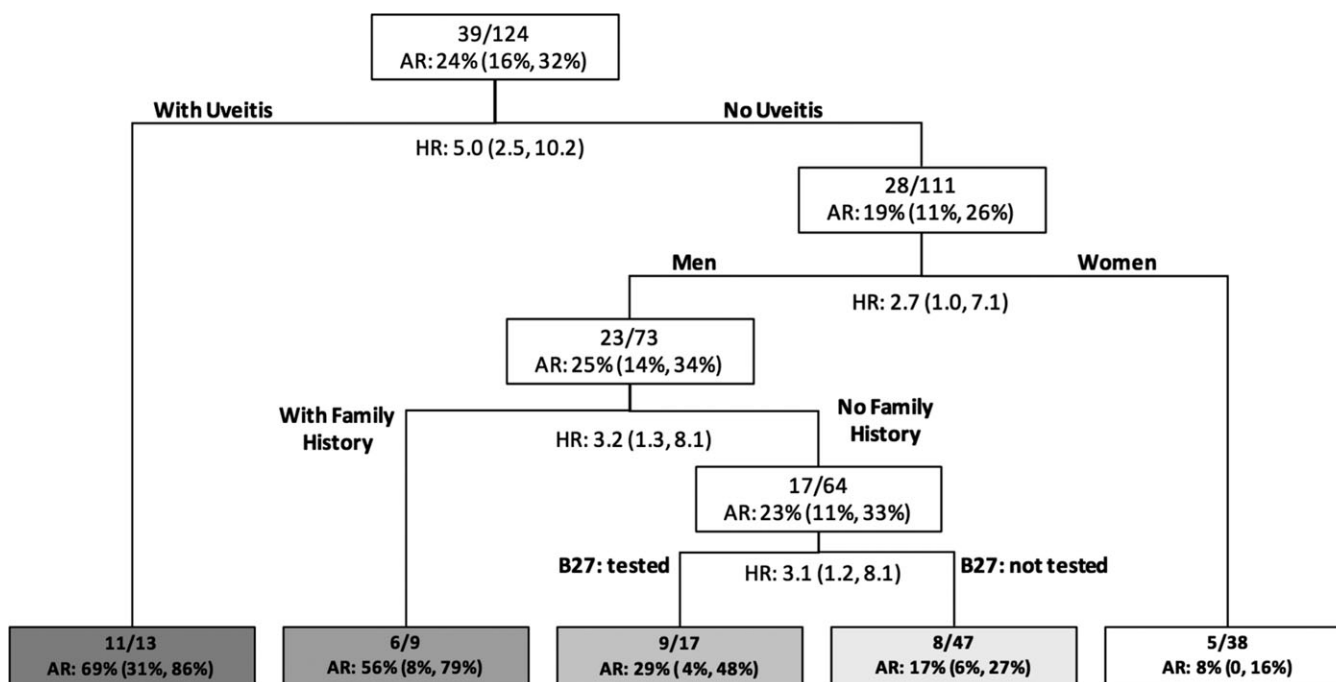 39/124
AR: 24% (16%, 32%)
With Uveitis
No Uveitis
HR: 5.0 (2.5, 10.2)
28/111
AR: 19% (11%, 26%)
Men
Women
HR: 2.7 (1.0, 7.1)
23/73
AR: 25% (14%, 34%)
With Family
History
No Family
History
HR: 3.2 (1.3, 8.1)
17/64
AR: 23% (11%, 33%)
B27: tested
B27: not tested
HR: 3.1 (1.2, 8.1)
11/13
AR: 69% (31%, 86%)
6/9
AR: 56% (8%, 79%)
9/17
AR: 29% (4%, 48%)
8/47
AR: 17% (6%, 27%)
5/38
AR: 8% (0, 16%)